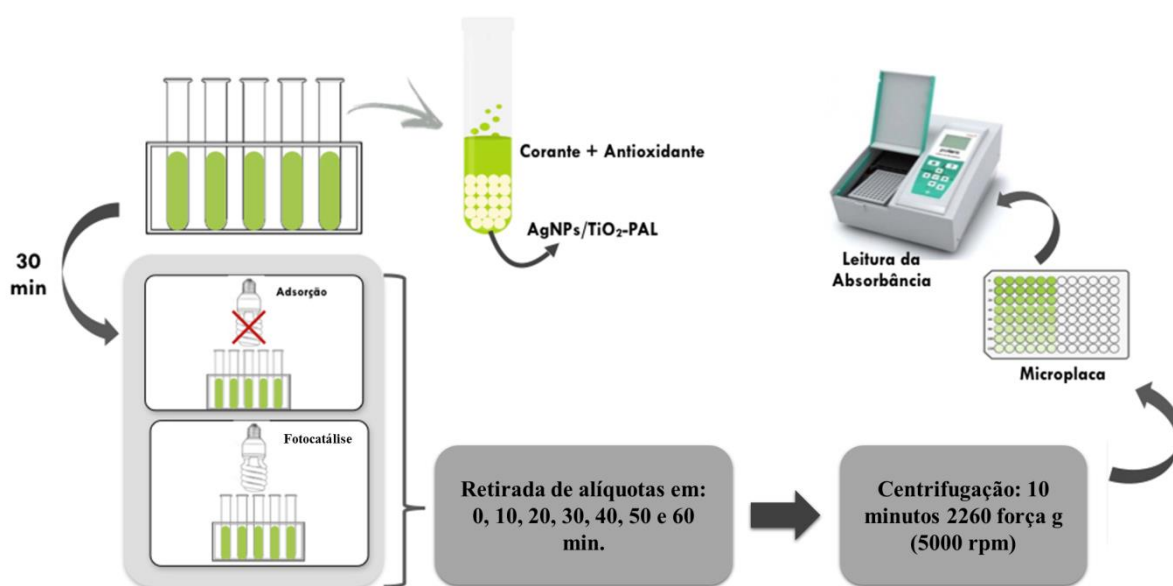 Corante + Antioxidante
AgNPs/TiO₂-PAL
30
min
Adsorção
Fotocatálise
Retirada de alíquotas em:
0, 10, 20, 30, 40, 50 e 60
min.
Centrifugação: 10
minutos 2260 força g
(5000 rpm)
Microplaca
Leitura da
Absorbância